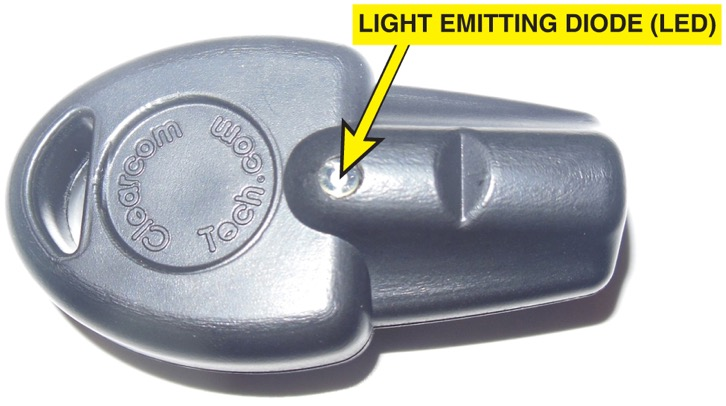 LIGHT EMITTING DIODE (LED)
Clearcom
Tech.com